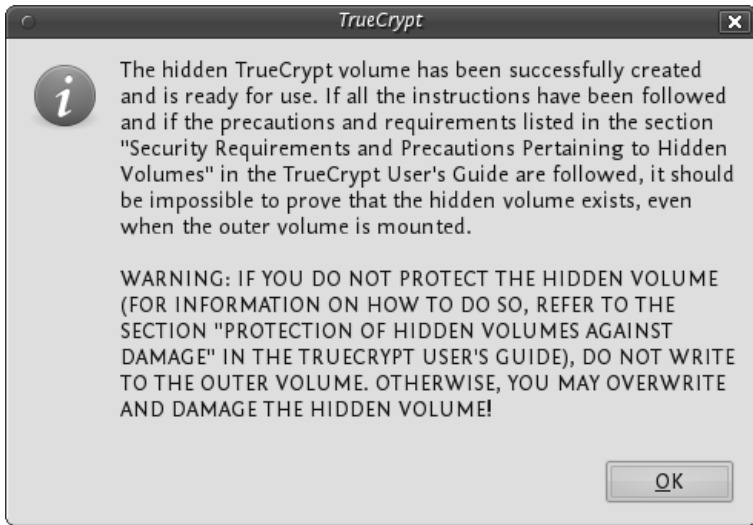 TrueCrypt
The hidden TrueCrypt volume has been successfully created
and is ready for use. If all the instructions have been followed
and if the precautions and requirements listed in the section
"Security Requirements and Precautions Pertaining to Hidden
Volumes" in the TrueCrypt User's Guide are followed, it should
be impossible to prove that the hidden volume exists, even
when the outer volume is mounted.
WARNING: IF YOU DO NOT PROTECT THE HIDDEN VOLUME
(FOR INFORMATION ON HOW TO DO SO, REFER TO THE
SECTION "PROTECTION OF HIDDEN VOLUMES AGAINST
DAMAGE" IN THE TRUECRYPT USER'S GUIDE), DO NOT WRITE
TO THE OUTER VOLUME. OTHERWISE, YOU MAY OVERWRITE
AND DAMAGE THE HIDDEN VOLUME!
OK